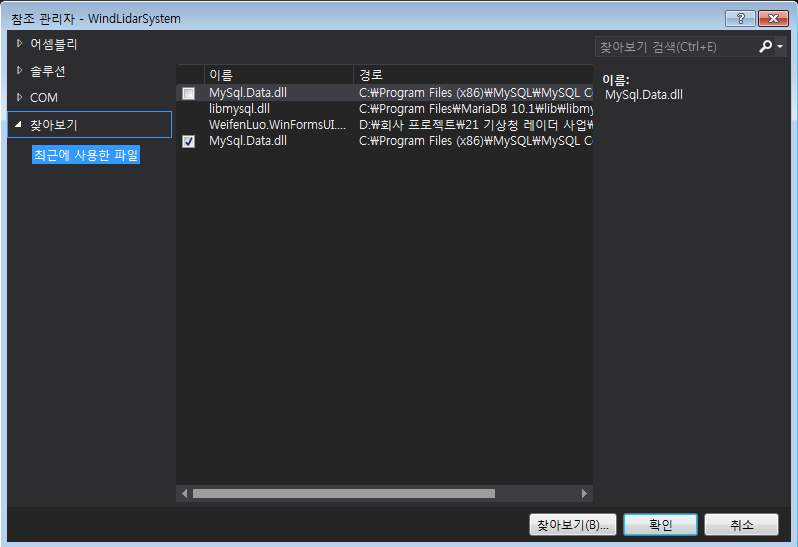 참조 관리자 - WindLidarSystem
어셈블리
솔루션
COM
찾아보기
최근에 사용한 파일
이름 경로
MySql.Data.dll C:₩Program Files (x86)₩MySQL₩MySQL Co
libmysql.dll C:₩Program Files₩MariaDB 10.1₩lib₩libmy
WeifenLuo.WinFormsUI.... D:₩회사 프로젝트₩21 기상청 레이더 사업₩
MySql.Data.dll C:₩Program Files (x86)₩MySQL₩MySQL Co
찾아보기 검색(Ctrl+E)
이름:
MySql.Data.dll
찾아보기(B)... 확인 취소